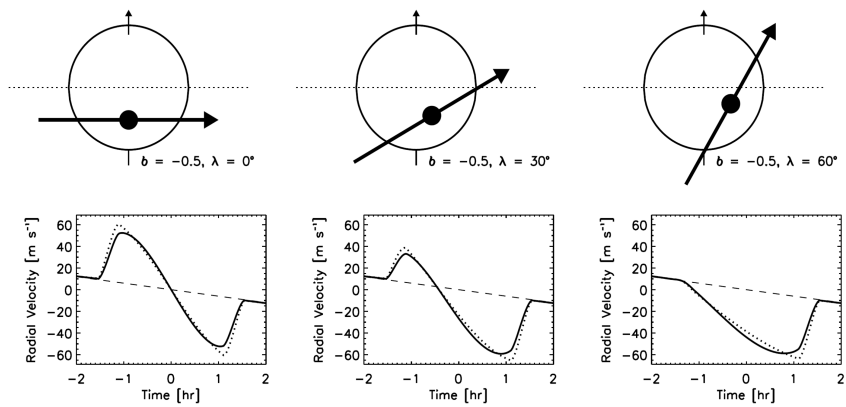 b = −0.5, λ = 0°
b = −0.5, λ = 30°
b = −0.5, λ = 60°
Radial Velocity [m s⁻¹]
60
40
20
0
−20
−40
−60
−2 −1 0 1 2
Time [hr]
Radial Velocity [m s⁻¹]
60
40
20
0
−20
−40
−60
−2 −1 0 1 2
Time [hr]
Radial Velocity [m s⁻¹]
60
40
20
0
−20
−40
−60
−2 −1 0 1 2
Time [hr]